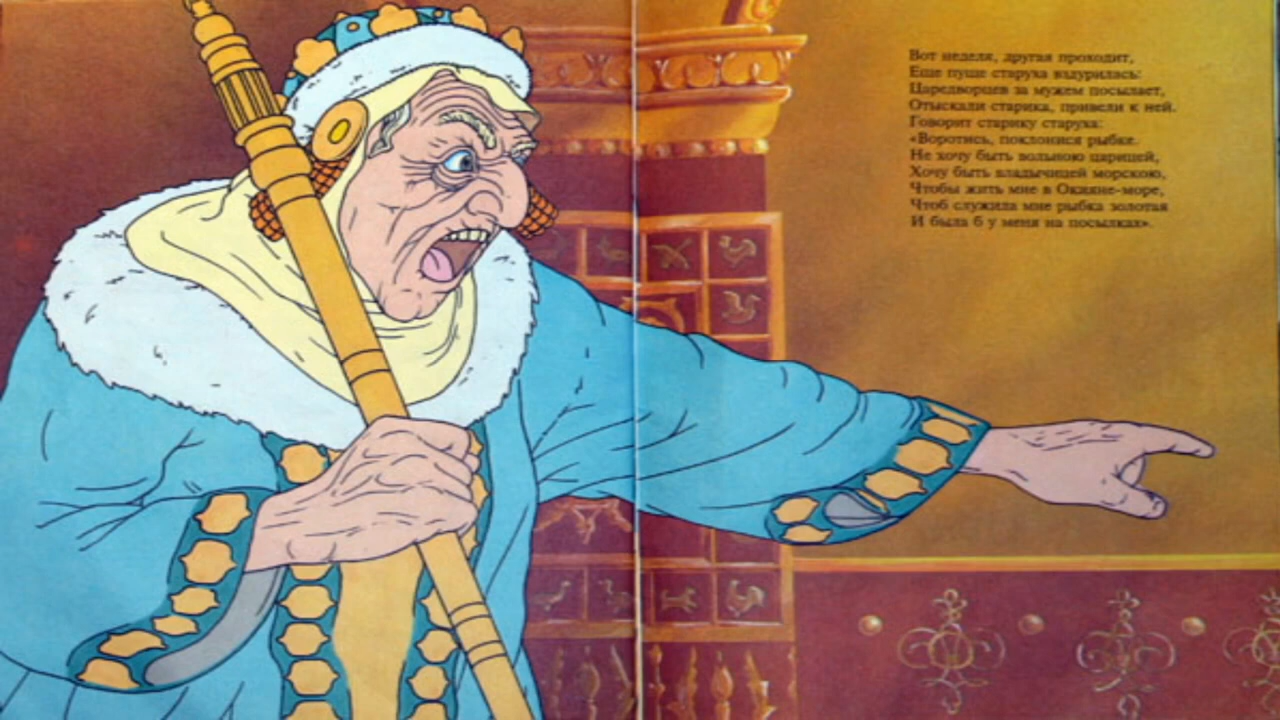 Вот неделя, другая проходит,
Еще пуще старуха вздурилась:
Царедворцев за мужем посылает,
Отыскали старика, привели к ней.
Говорит старику старуха:
«Воротись, поклонися рыбке.
Не хочу быть вольною царицей,
Хочу быть владычицей морскою,
Чтобы жить мне в Окияне-море,
Чтоб служила мне рыбка золотая
И была б у меня на посылках».